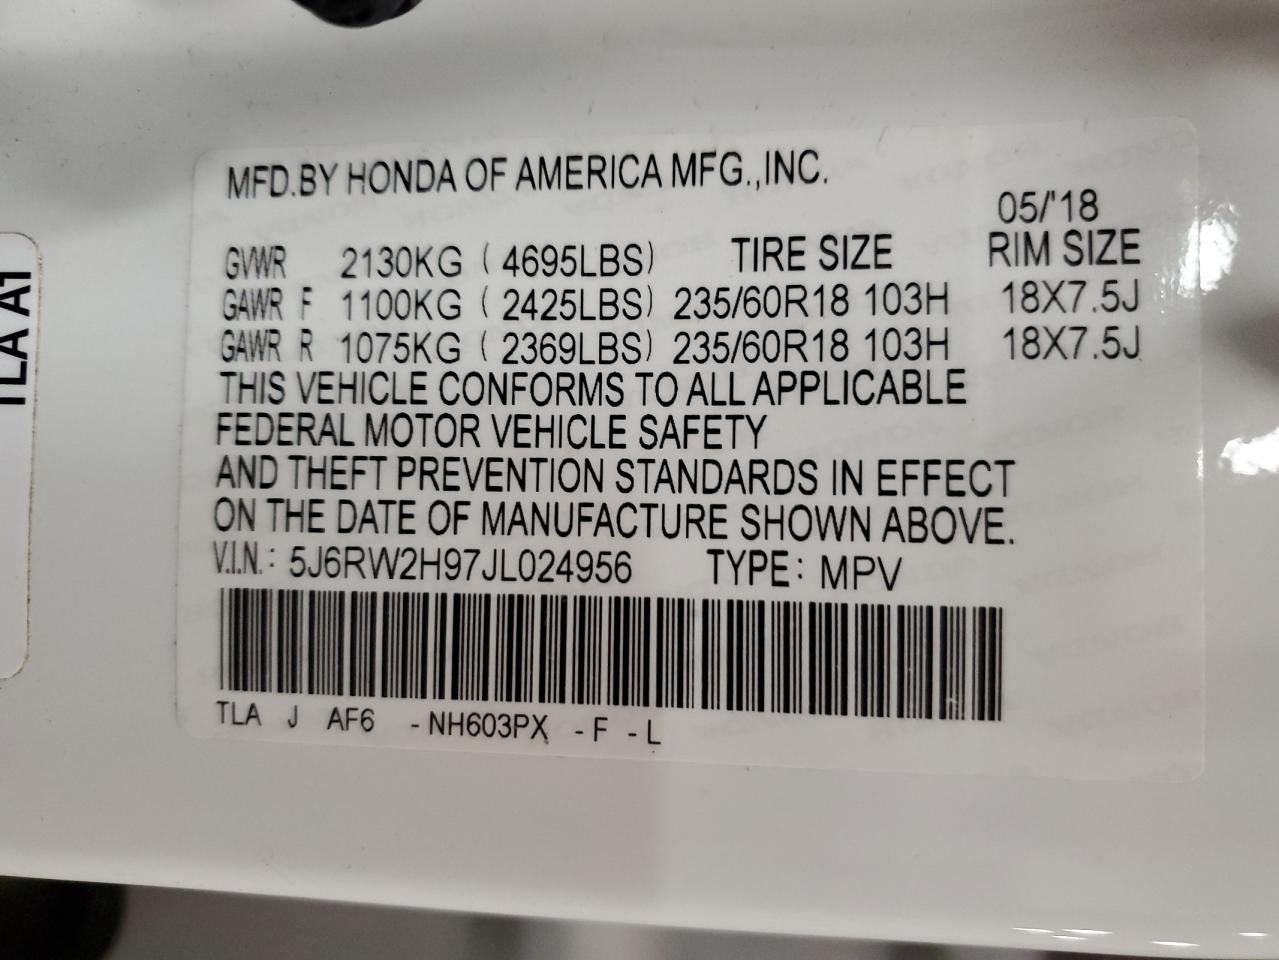 MFD.BY HONDA OF AMERICA MFG.,INC.
05/'18
GVWR 2130KG ( 4695LBS) TIRE SIZE RIM SIZE
GAWR F 1100KG ( 2425LBS) 235/60R18 103H 18X7.5J
GAWR R 1075KG ( 2369LBS) 235/60R18 103H 18X7.5J
THIS VEHICLE CONFORMS TO ALL APPLICABLE
FEDERAL MOTOR VEHICLE SAFETY
AND THEFT PREVENTION STANDARDS IN EFFECT
ON THE DATE OF MANUFACTURE SHOWN ABOVE.
V.I.N.: 5J6RW2H97JL024956 TYPE: MPV
TLA J AF6 -NH603PX -F -L
TLA A1